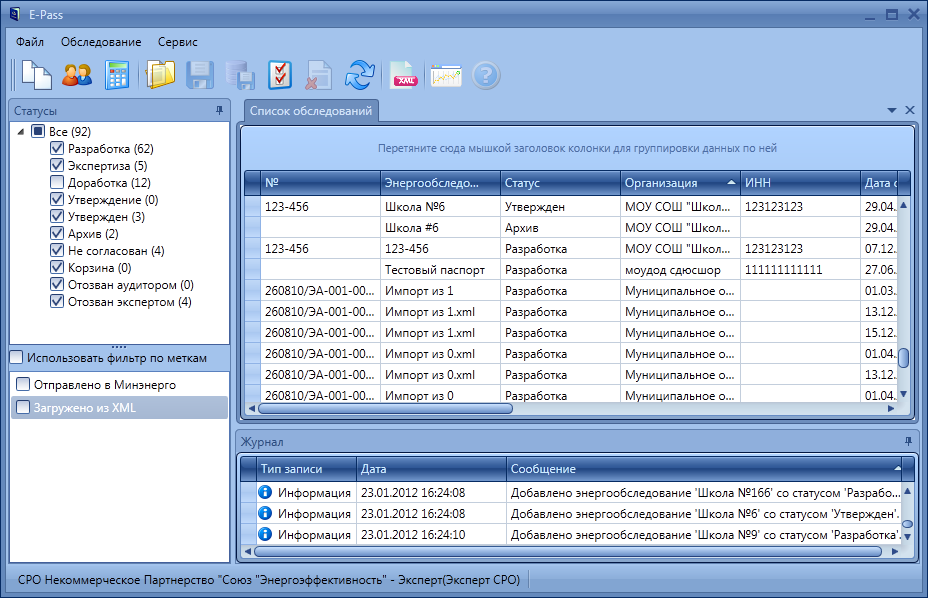 E-Pass
Файл Обследование Сервис
XML
Статусы
Все (92)
Разработка (62)
Экспертиза (5)
Доработка (12)
Утверждение (0)
Утвержден (3)
Архив (2)
Не согласован (4)
Корзина (0)
Отозван аудитором (0)
Отозван экспертом (4)
Использовать фильтр по меткам
Отправлено в Минэнерго
Загружено из XML
Список обследований
Перетяните сюда мышкой заголовок колонки для группировки данных по ней
№ Энергообследо... Статус Организация ИНН Дата с
123-456 Школа №6 Утвержден МОУ СОШ "Школ... 123123123 29.04.
Школа #6 Архив МОУ СОШ "Школ... 29.04.
123-456 123-456 Разработка МОУ СОШ "Школ... 123123123 07.12.
Тестовый паспорт Разработка моудод сдюсшор 111111111111 27.06.
260810/ЭА-001-00... Импорт из 1 Разработка Муниципальное о... 01.03.
260810/ЭА-001-00... Импорт из 1.xml Разработка Муниципальное о... 13.12.
260810/ЭА-001-00... Импорт из 1.xml Разработка Муниципальное о... 15.12.
260810/ЭА-001-00... Импорт из 0.xml Разработка Муниципальное о... 01.04.
260810/ЭА-001-00... Импорт из 0.xml Разработка Муниципальное о... 13.12.
260810/ЭА-001-00... Импорт из 0 Разработка Муниципальное о... 01.04.
Журнал
Тип записи Дата Сообщение
Информация 23.01.2012 16:24:08 Добавлено энергообследование 'Школа №166' со статусом 'Разрабо...
Информация 23.01.2012 16:24:08 Добавлено энергообследование 'Школа №6' со статусом 'Утвержден'.
Информация 23.01.2012 16:24:10 Добавлено энергообследование 'Школа №9' со статусом 'Разработка'.
СРО Некоммерческое Партнерство "Союз "Энергоэффективность" - Эксперт(Эксперт СРО)